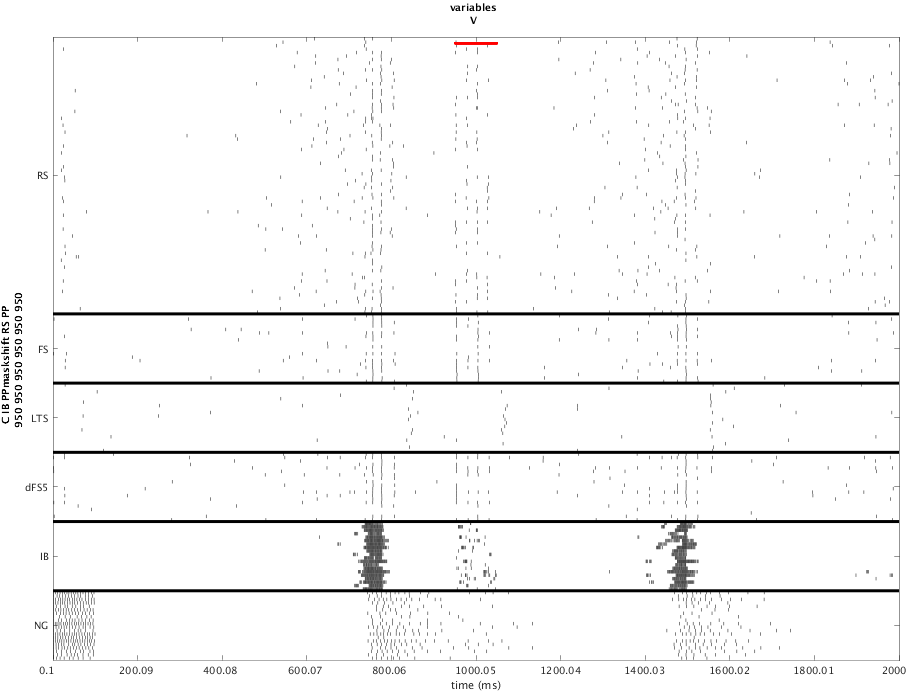 variables
V
C IB PPmaskshift RS PP
950 950 950 950 950 950
RS
FS
LTS
dFS5
IB
NG
0.1 200.09 400.08 600.07 800.06 1000.05 1200.04 1400.03 1600.02 1800.01 2000
time (ms)